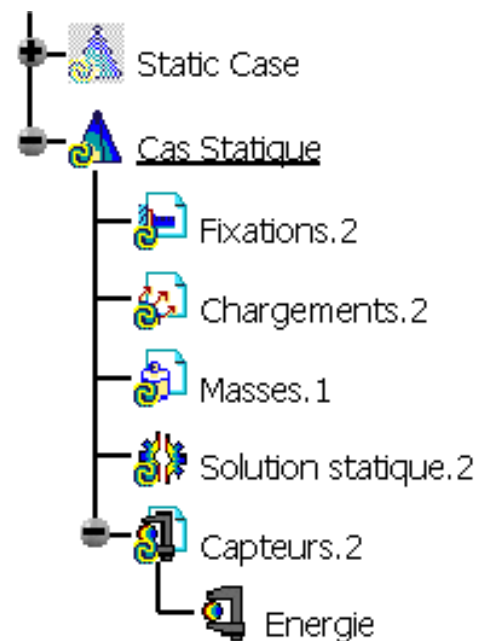 Static Case
Cas Statique
Fixations.2
Chargements.2
Masses.1
Solution statique.2
Capteurs.2
Energie